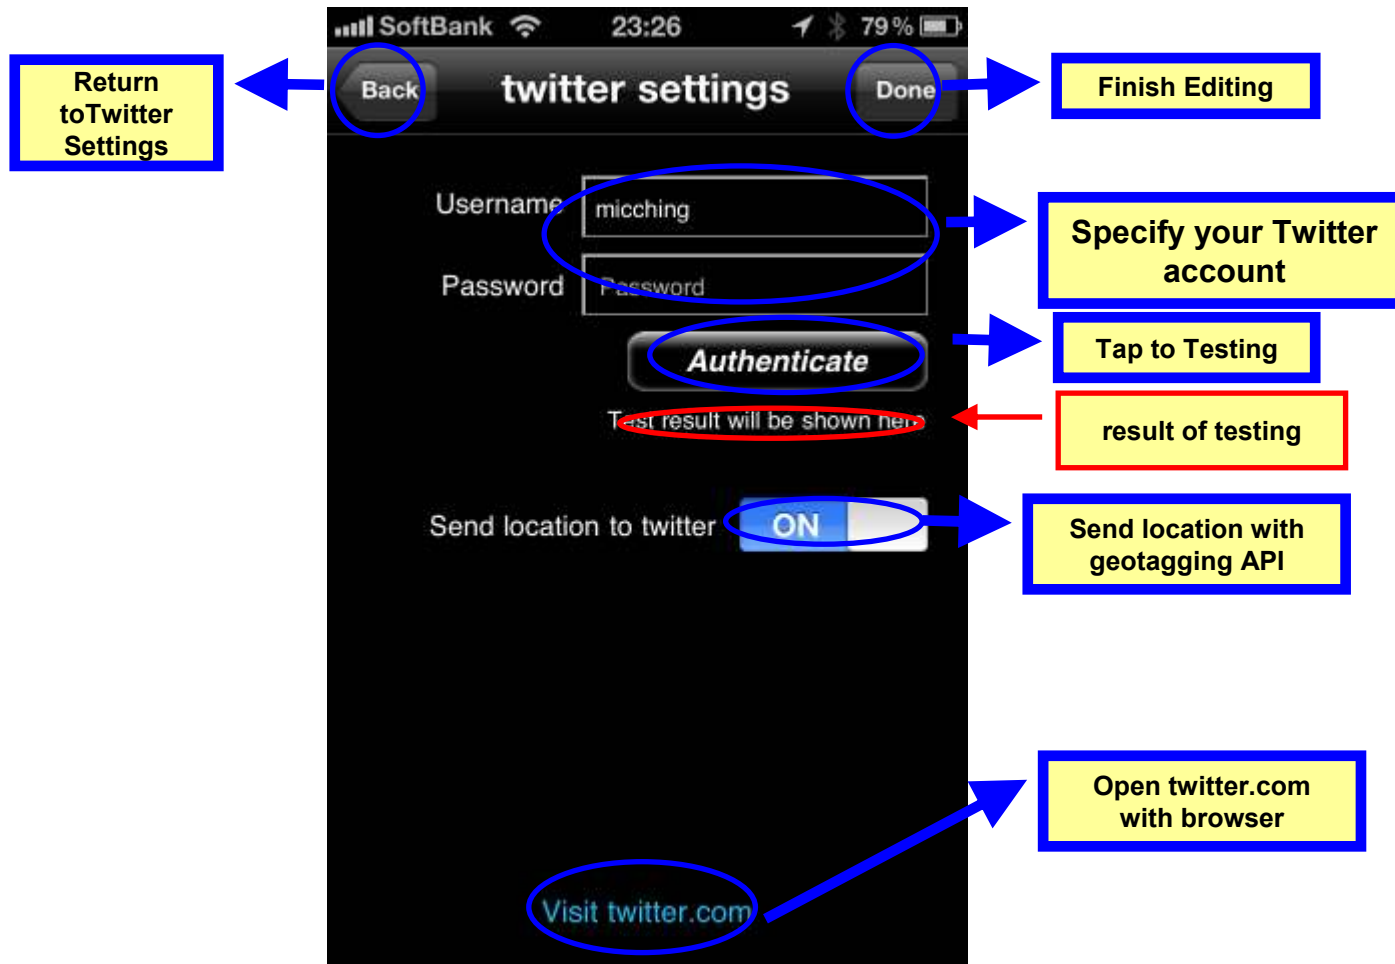 SoftBank 23:26 79%
Return
toTwitter
Settings
Back
twitter settings
Done
Finish Editing
Username
micching
Specify your Twitter
account
Password
Password
Authenticate
Tap to Testing
Test result will be shown here
result of testing
Send location to twitter
ON
Send location with
geotagging API
Open twitter.com
with browser
Visit twitter.com